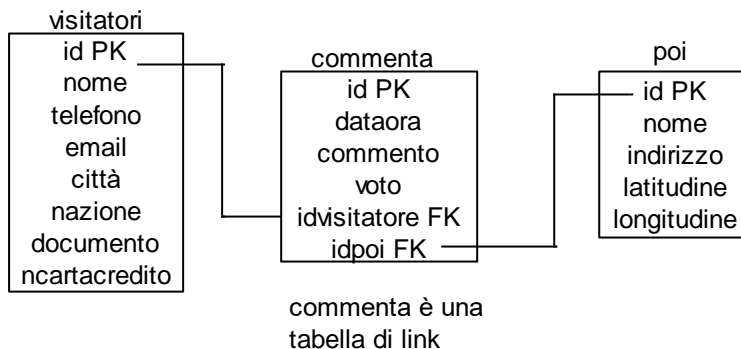 visitatori
id PK
nome
telefono
email
città
nazione
documento
ncartacredito
commenta
id PK
dataora
commento
voto
idvisitatore FK
idpoi FK
commenta è una
tabella di link
poi
id PK
nome
indirizzo
latitudine
longitudine